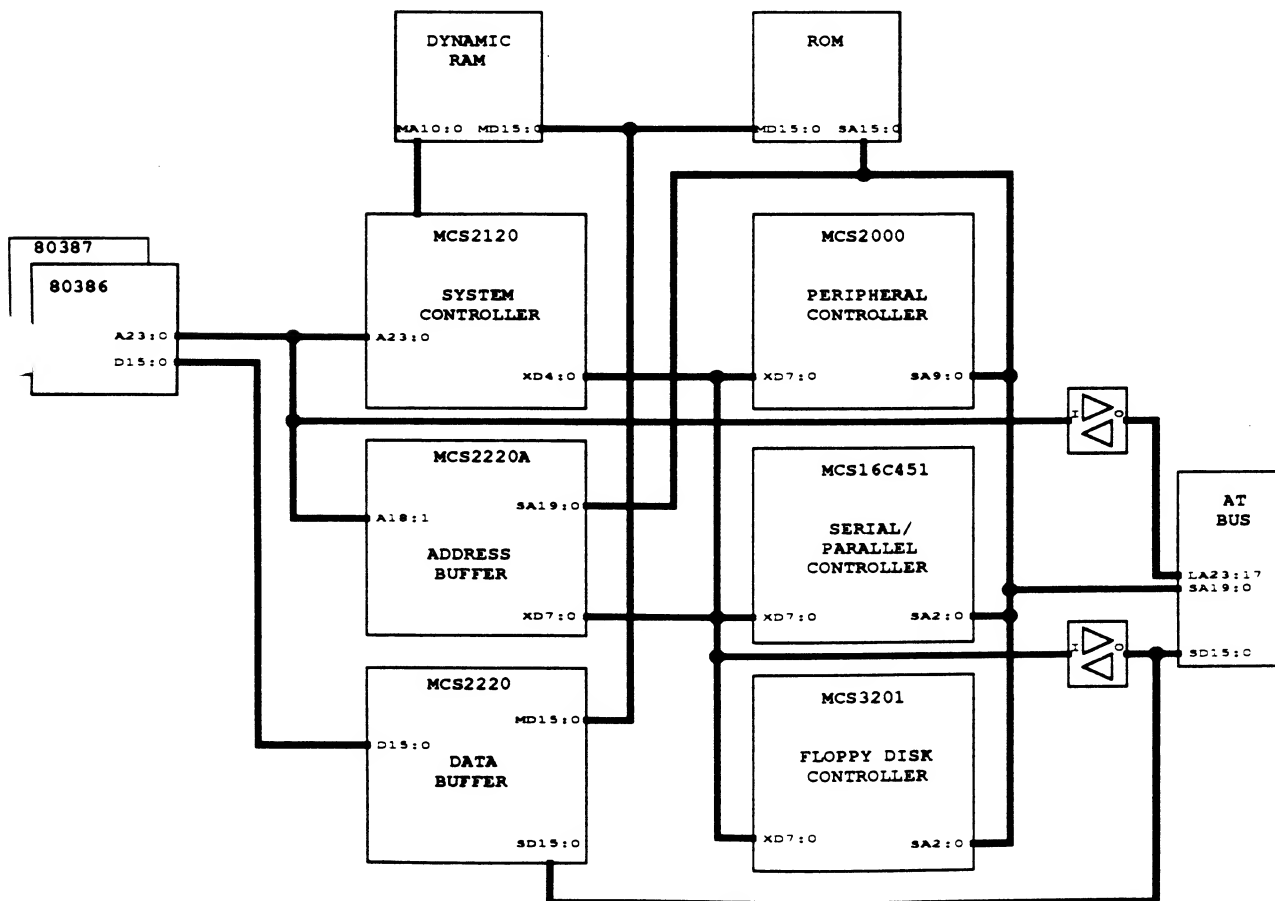 DYNAMIC
RAM
MA10:0 MD15:0
ROM
MD15:0 SA15:0
80387
80386
A23:0
D15:0
MCS2120
SYSTEM
CONTROLLER
A23:0
XD4:0
MCS2000
PERIPHERAL
CONTROLLER
XD7:0 SA9:0
I O
MCS2220A
SA19:0
A18:1
ADDRESS
BUFFER
XD7:0
MCS16C451
SERIAL/
PARALLEL
CONTROLLER
XD7:0 SA2:0
AT
BUS
LA23:17
SA19:0
SD15:0
I O
MCS2220
MD15:0
D15:0
DATA
BUFFER
SD15:0
MCS3201
FLOPPY DISK
CONTROLLER
XD7:0 SA2:0